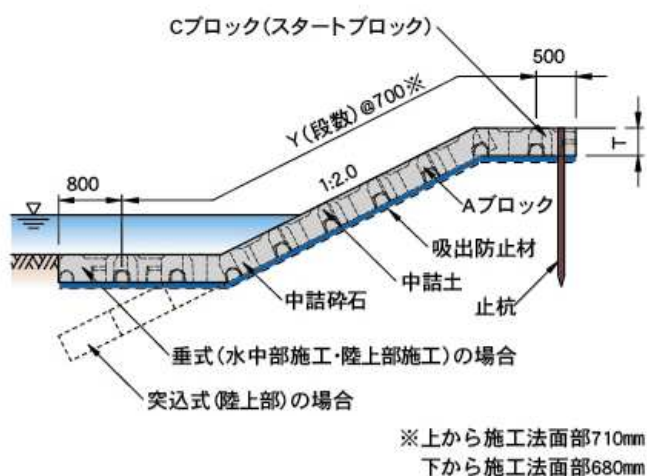 Cブロック(スタートブロック)
500
Y(段数)@700※
T
800
1:2.0
Aブロック
吸出防止材
中詰土
中詰砕石
止杭
垂式(水中部施工・陸上部施工)の場合
突込式(陸上部)の場合
※上から施工法面部710mm
下から施工法面部680mm